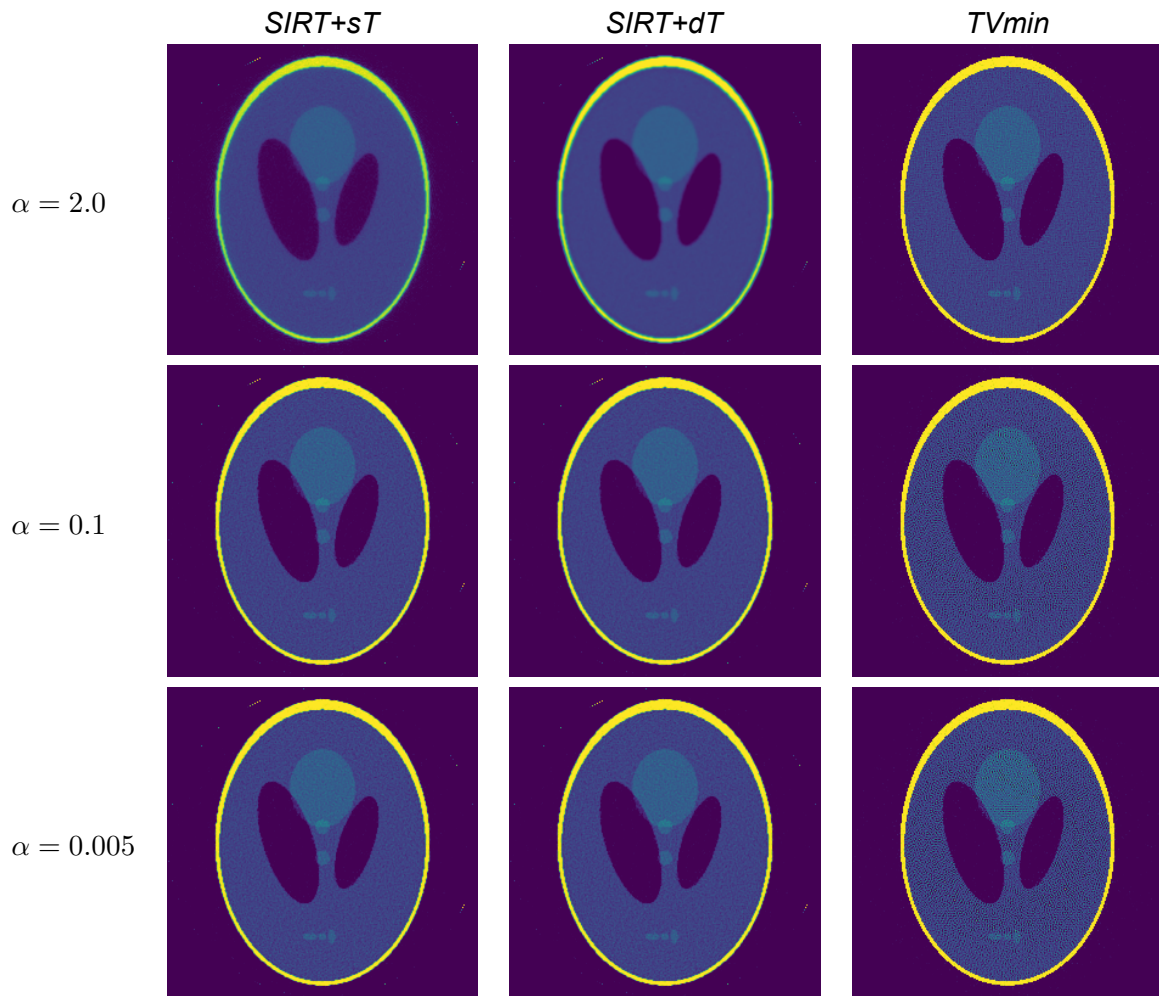 SIRT+sT SIRT+dT TVmin
α = 2.0
α = 0.1
α = 0.005